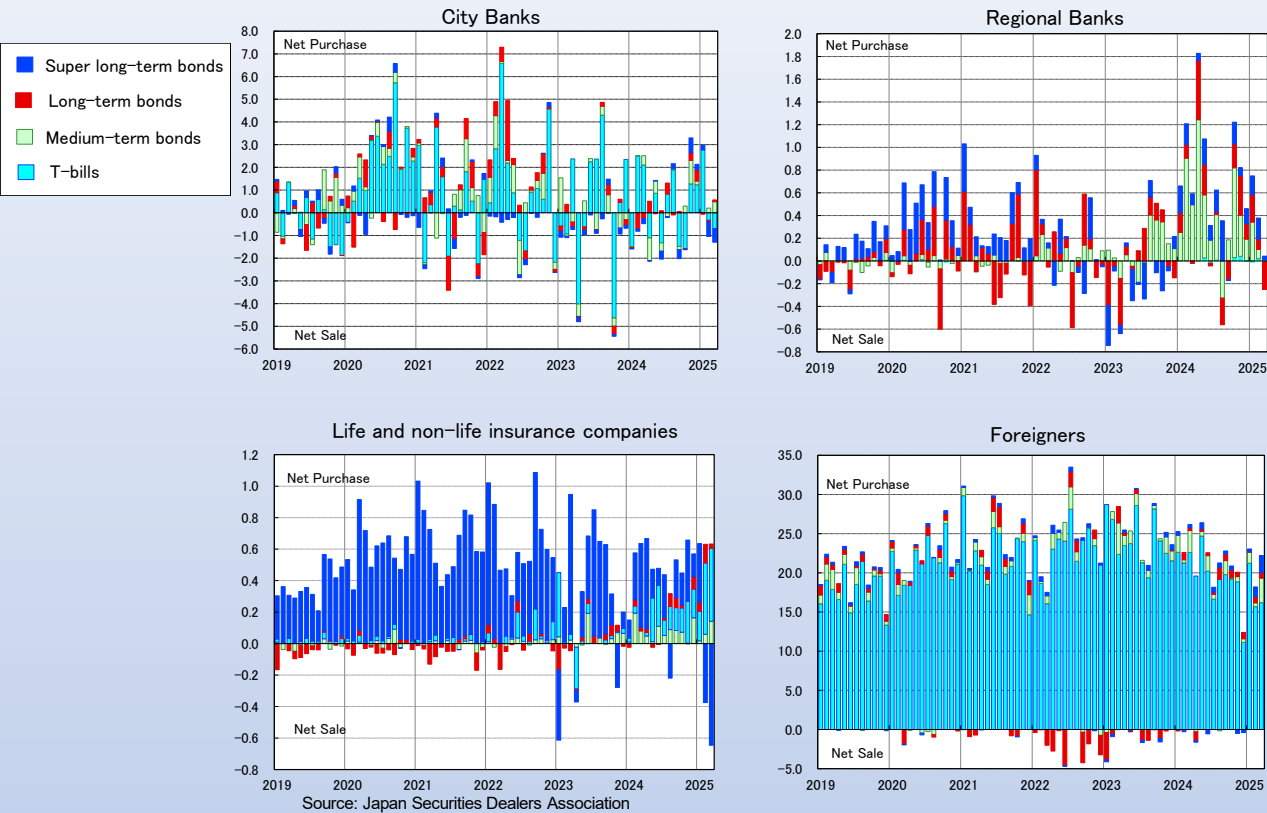 Super long-term bonds
Long-term bonds
Medium-term bonds
T-bills
City Banks
8.0
7.0
6.0
5.0
4.0
3.0
2.0
1.0
0.0
-1.0
-2.0
-3.0
-4.0
-5.0
-6.0
Net Purchase
Net Sale
2019 2020 2021 2022 2023 2024 2025
Regional Banks
2.0
1.8
1.6
1.4
1.2
1.0
0.8
0.6
0.4
0.2
0.0
-0.2
-0.4
-0.6
-0.8
Net Purchase
Net Sale
2019 2020 2021 2022 2023 2024 2025
Life and non-life insurance companies
1.2
1.0
0.8
0.6
0.4
0.2
0.0
-0.2
-0.4
-0.6
-0.8
Net Purchase
Net Sale
2019 2020 2021 2022 2023 2024 2025
Foreigners
35.0
30.0
25.0
20.0
15.0
10.0
5.0
0.0
-5.0
Net Purchase
Net Sale
2019 2020 2021 2022 2023 2024 2025
Source: Japan Securities Dealers Association